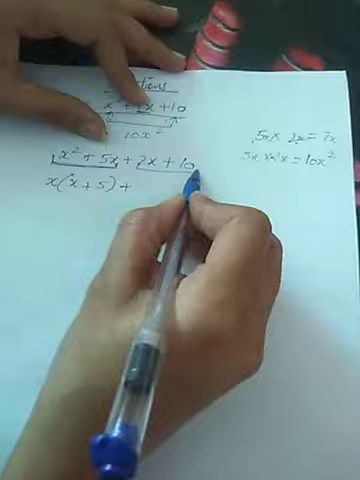 x² + 7x + 10
10x²
x² + 5x + 2x + 10
x(x + 5) +
5x 2x = 7x
5x × 2x = 10x²